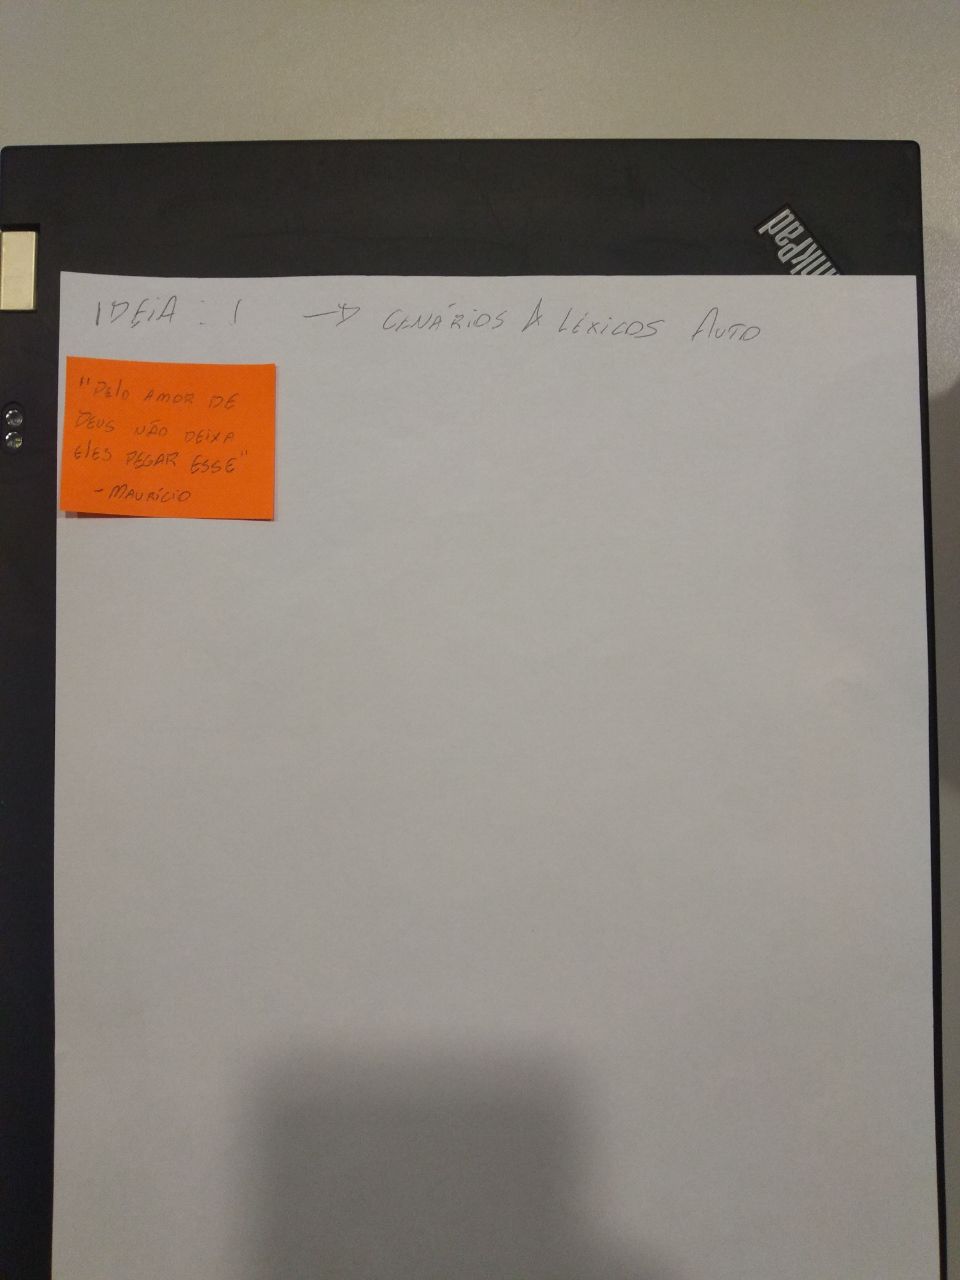 ThinkPad
IDEIA : 1 → CENÁRIOS & LÉXICOS AUTO
"PELO AMOR DE
DEUS NÃO DEIXA
ELES PEGAR ESSE"
- MAURÍCIO